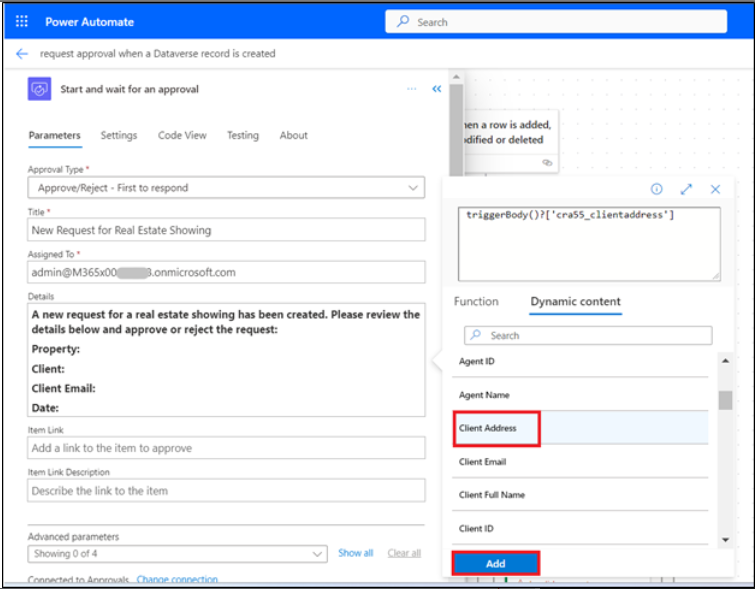 Power Automate
Search
request approval when a Dataverse record is created
Start and wait for an approval
Parameters Settings Code View Testing About
Approval Type *
Approve/Reject - First to respond
Title *
New Request for Real Estate Showing
Assigned To *
admin@M365x00 .onmicrosoft.com
Details
A new request for a real estate showing has been created. Please review the
details below and approve or reject the request:
Property:
Client:
Client Email:
Date:
Item Link
Add a link to the item to approve
Item Link Description
Describe the link to the item
Advanced parameters
Showing 0 of 4
Show all Clear all
Connected to Approvals. Change connection
en a row is added,
dified or deleted
triggerBody()?['cra55_clientaddress']
Function Dynamic content
Search
Agent ID
Agent Name
Client Address
Client Email
Client Full Name
Client ID
Add